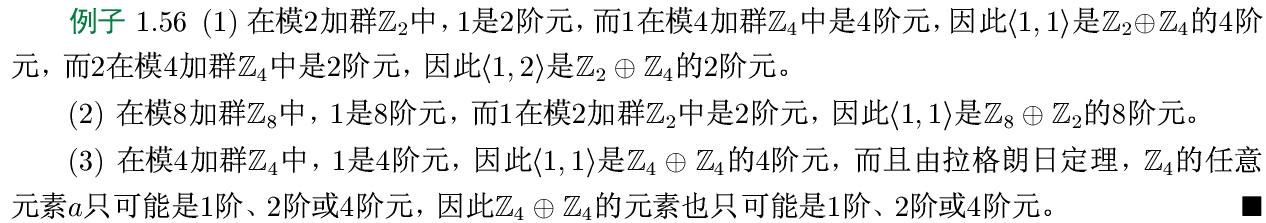 例子 1.56 (1) 在模2加群ℤ₂中，1是2阶元，而1在模4加群ℤ₄中是4阶元，因此⟨1, 1⟩是ℤ₂⊕ℤ₄的4阶
元，而2在模4加群ℤ₄中是2阶元，因此⟨1, 2⟩是ℤ₂ ⊕ ℤ₄的2阶元。
(2) 在模8加群ℤ₈中，1是8阶元，而1在模2加群ℤ₂中是2阶元，因此⟨1, 1⟩是ℤ₈ ⊕ ℤ₂的8阶元。
(3) 在模4加群ℤ₄中，1是4阶元，因此⟨1, 1⟩是ℤ₄ ⊕ ℤ₄的4阶元，而且由拉格朗日定理，ℤ₄的任意
元素a只可能是1阶、2阶或4阶元，因此ℤ₄ ⊕ ℤ₄的元素也只可能是1阶、2阶或4阶元。 ■